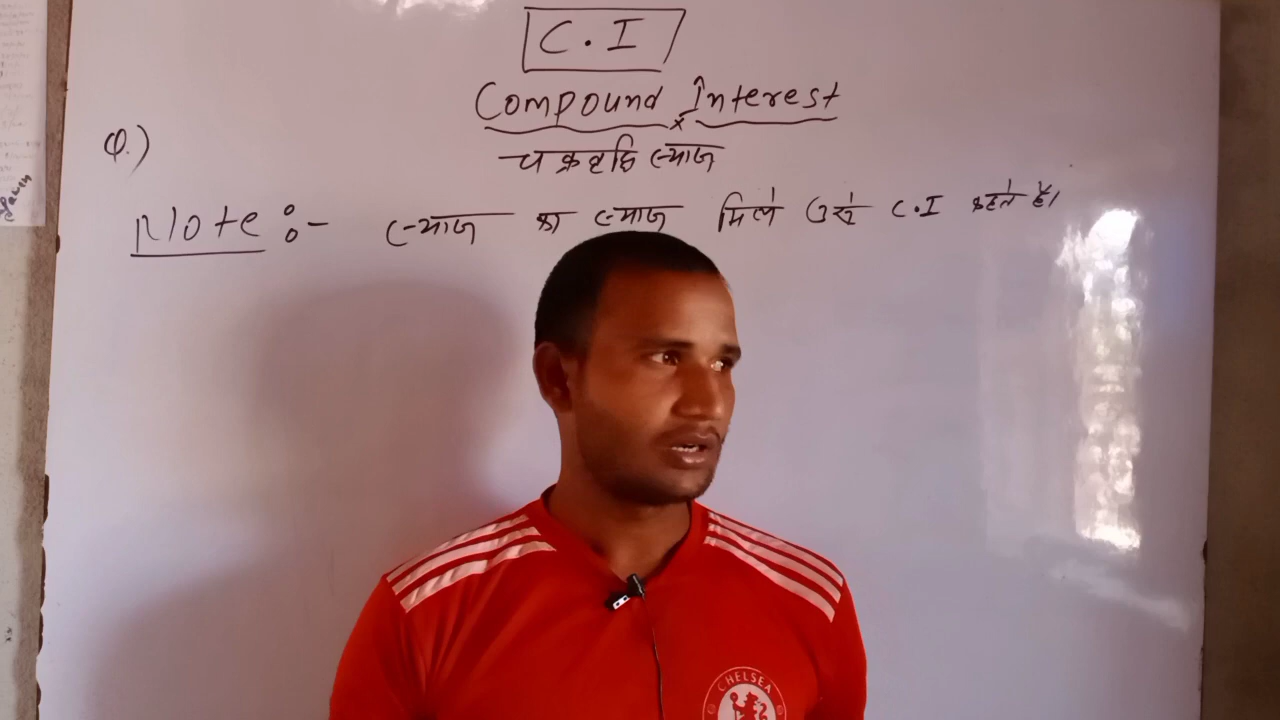 C.I
Compound Interest
चक्रवृद्धि ब्याज
Q.)
Note :- ब्याज का ब्याज मिले उसे C.I कहते है।
CHELSEA